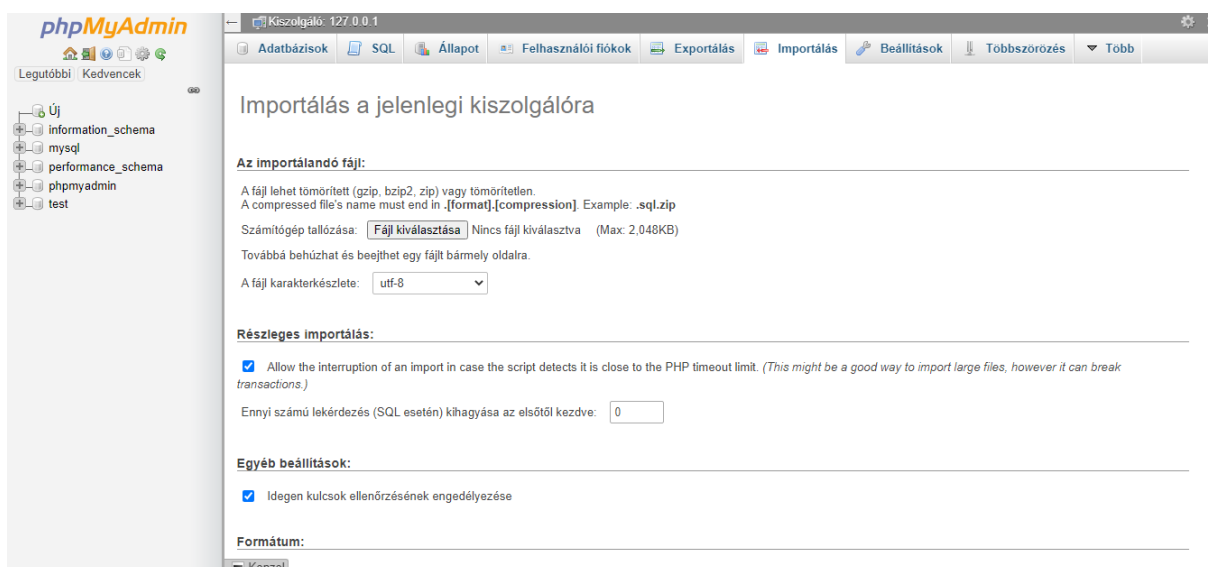 phpMyAdmin
Legutóbbi Kedvencek
Új
information_schema
mysql
performance_schema
phpmyadmin
test
Kiszolgáló: 127.0.0.1
Adatbázisok SQL Állapot Felhasználói fiókok Exportálás Importálás Beállítások Többszörözés Több
Importálás a jelenlegi kiszolgálóra
Az importálandó fájl:
A fájl lehet tömörített (gzip, bzip2, zip) vagy tömörítetlen.
A compressed file's name must end in .[format].[compression]. Example: .sql.zip
Számítógép tallózása: Fájl kiválasztása Nincs fájl kiválasztva (Max: 2,048KB)
Továbbá behúzhat és beejthet egy fájlt bármely oldalra.
A fájl karakterkészlete: utf-8
Részleges importálás:
Allow the interruption of an import in case the script detects it is close to the PHP timeout limit. (This might be a good way to import large files, however it can break
transactions.)
Ennyi számú lekérdezés (SQL esetén) kihagyása az elsőtől kezdve: 0
Egyéb beállítások:
Idegen kulcsok ellenőrzésének engedélyezése
Formátum:
Konzol